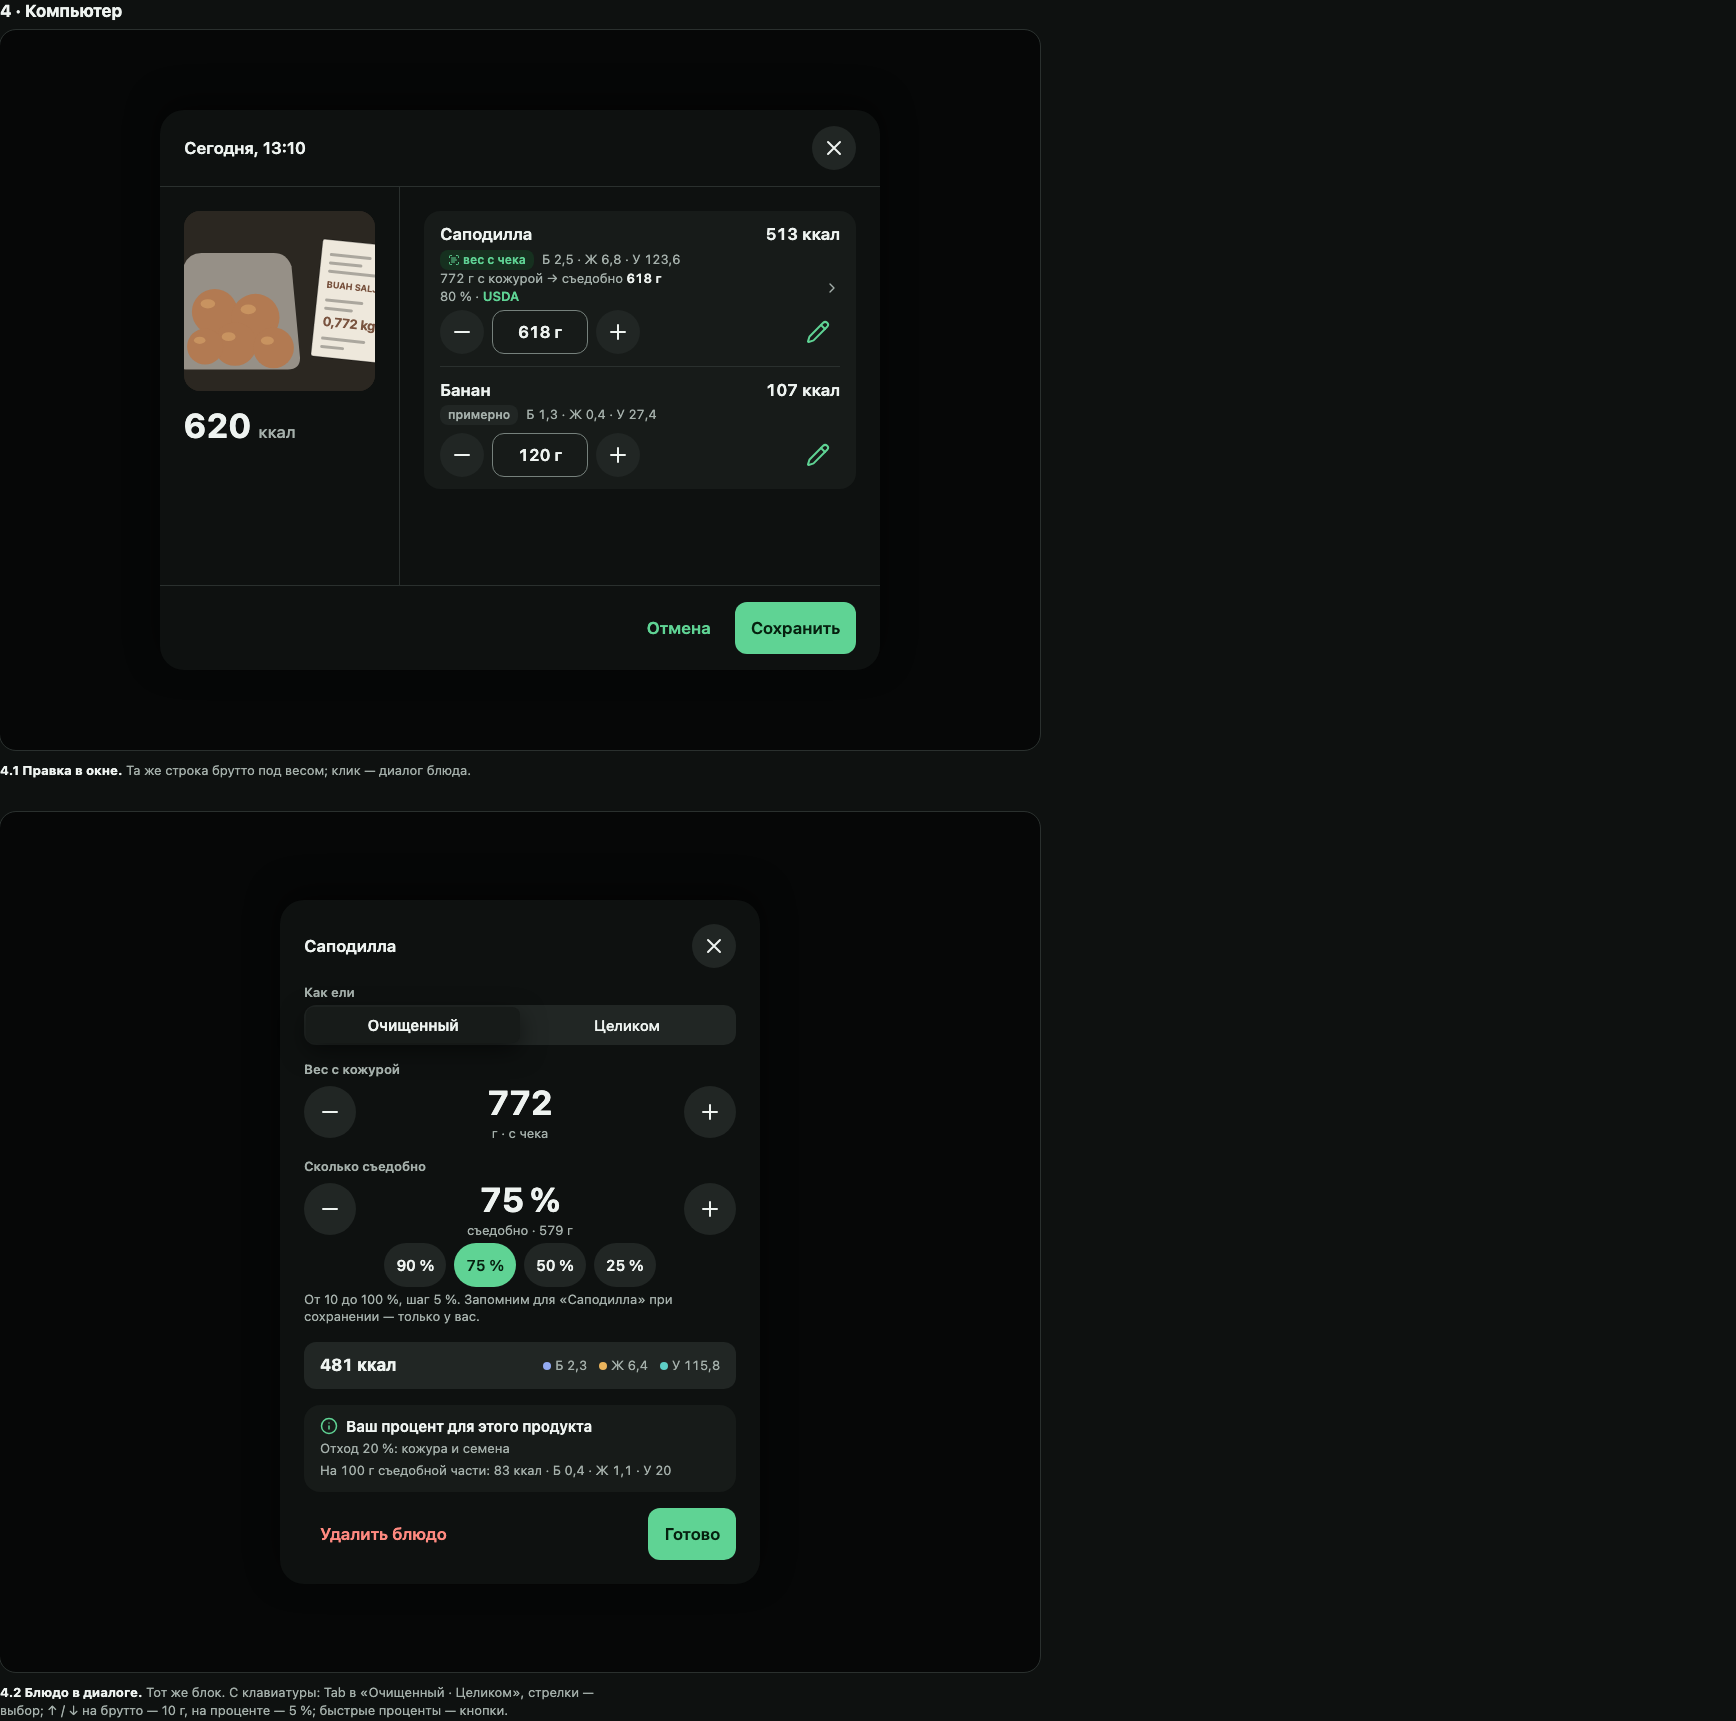 4 · Компьютер
Сегодня, 13:10
BUAH SAL
0,772 kg
620 ккал
Саподилла 513 ккал
вес с чека Б 2,5 · Ж 6,8 · У 123,6
772 г с кожурой → съедобно 618 г
80 % · USDA
618 г
Банан 107 ккал
примерно Б 1,3 · Ж 0,4 · У 27,4
120 г
Отмена Сохранить
4.1 Правка в окне. Та же строка брутто под весом; клик — диалог блюда.
Саподилла
Как ели
Очищенный Целиком
Вес с кожурой
772
г · с чека
Сколько съедобно
75 %
съедобно · 579 г
90 % 75 % 50 % 25 %
От 10 до 100 %, шаг 5 %. Запомним для «Саподилла» при
сохранении — только у вас.
481 ккал Б 2,3 Ж 6,4 У 115,8
Ваш процент для этого продукта
Отход 20 %: кожура и семена
На 100 г съедобной части: 83 ккал · Б 0,4 · Ж 1,1 · У 20
Удалить блюдо Готово
4.2 Блюдо в диалоге. Тот же блок. С клавиатуры: Tab в «Очищенный · Целиком», стрелки —
выбор; ↑ / ↓ на брутто — 10 г, на проценте — 5 %; быстрые проценты — кнопки.